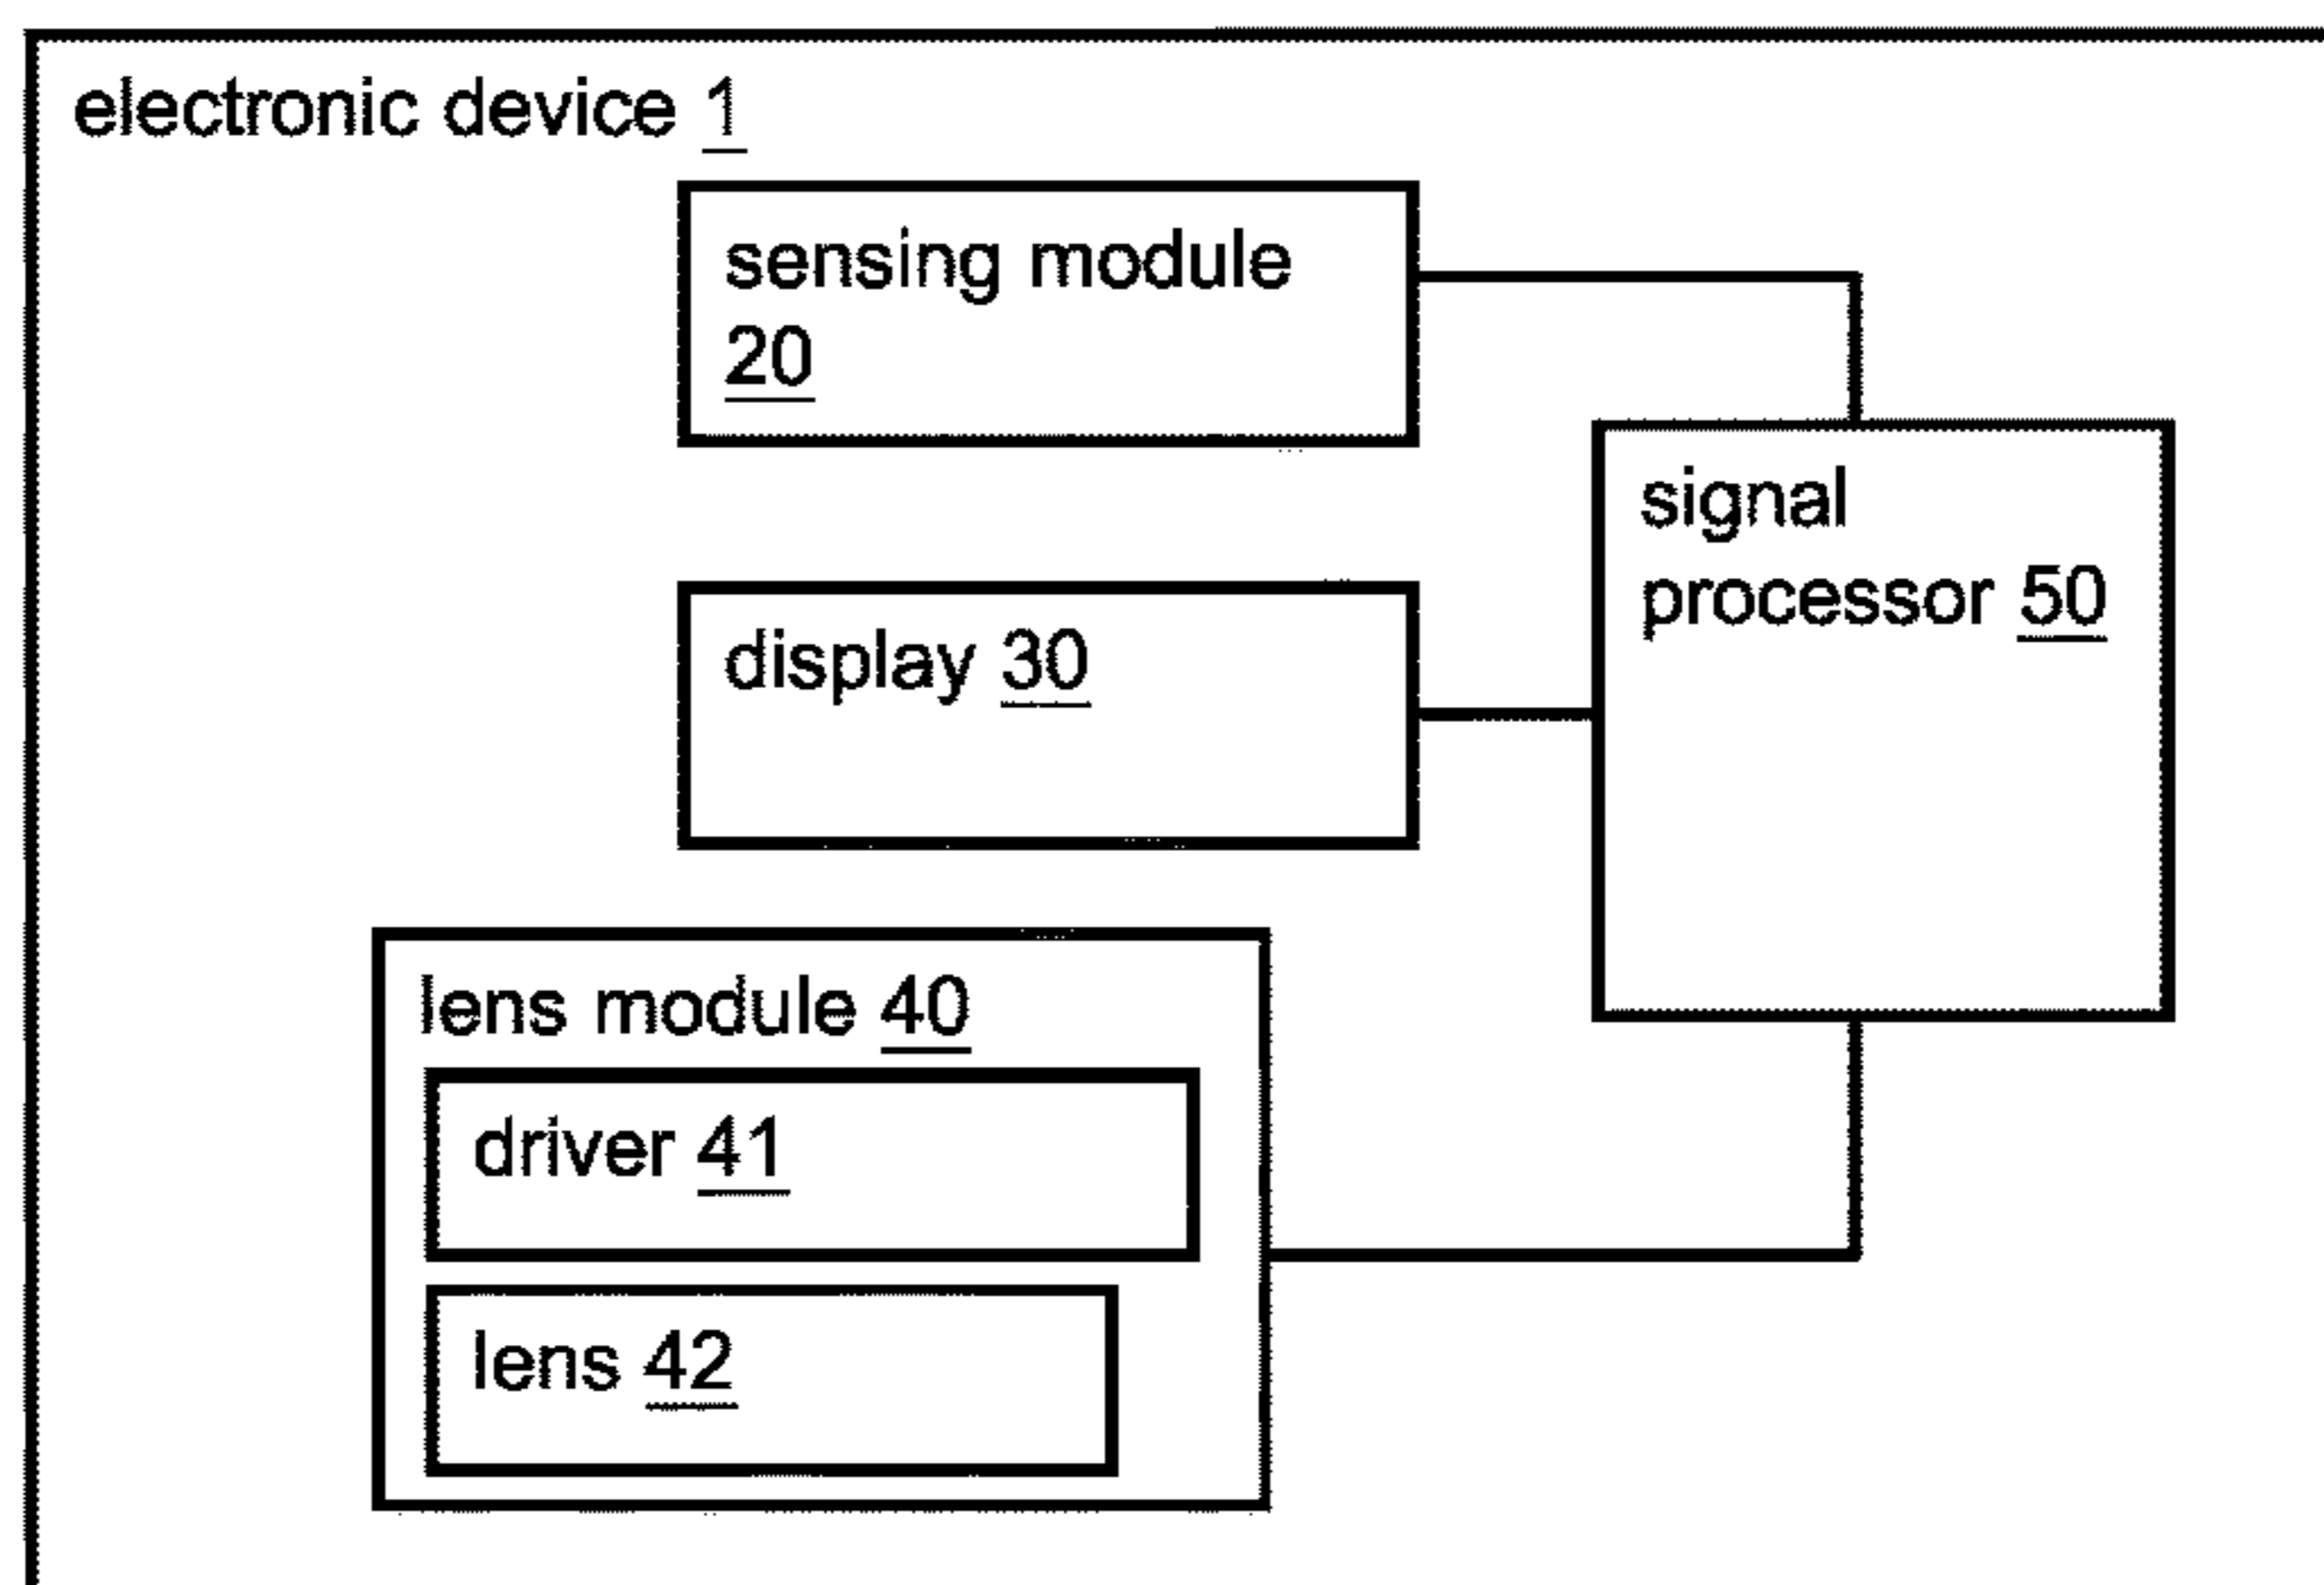 electronic device 1
sensing module
20
signal
processor 50
display 30
lens module 40
driver 41
lens 42